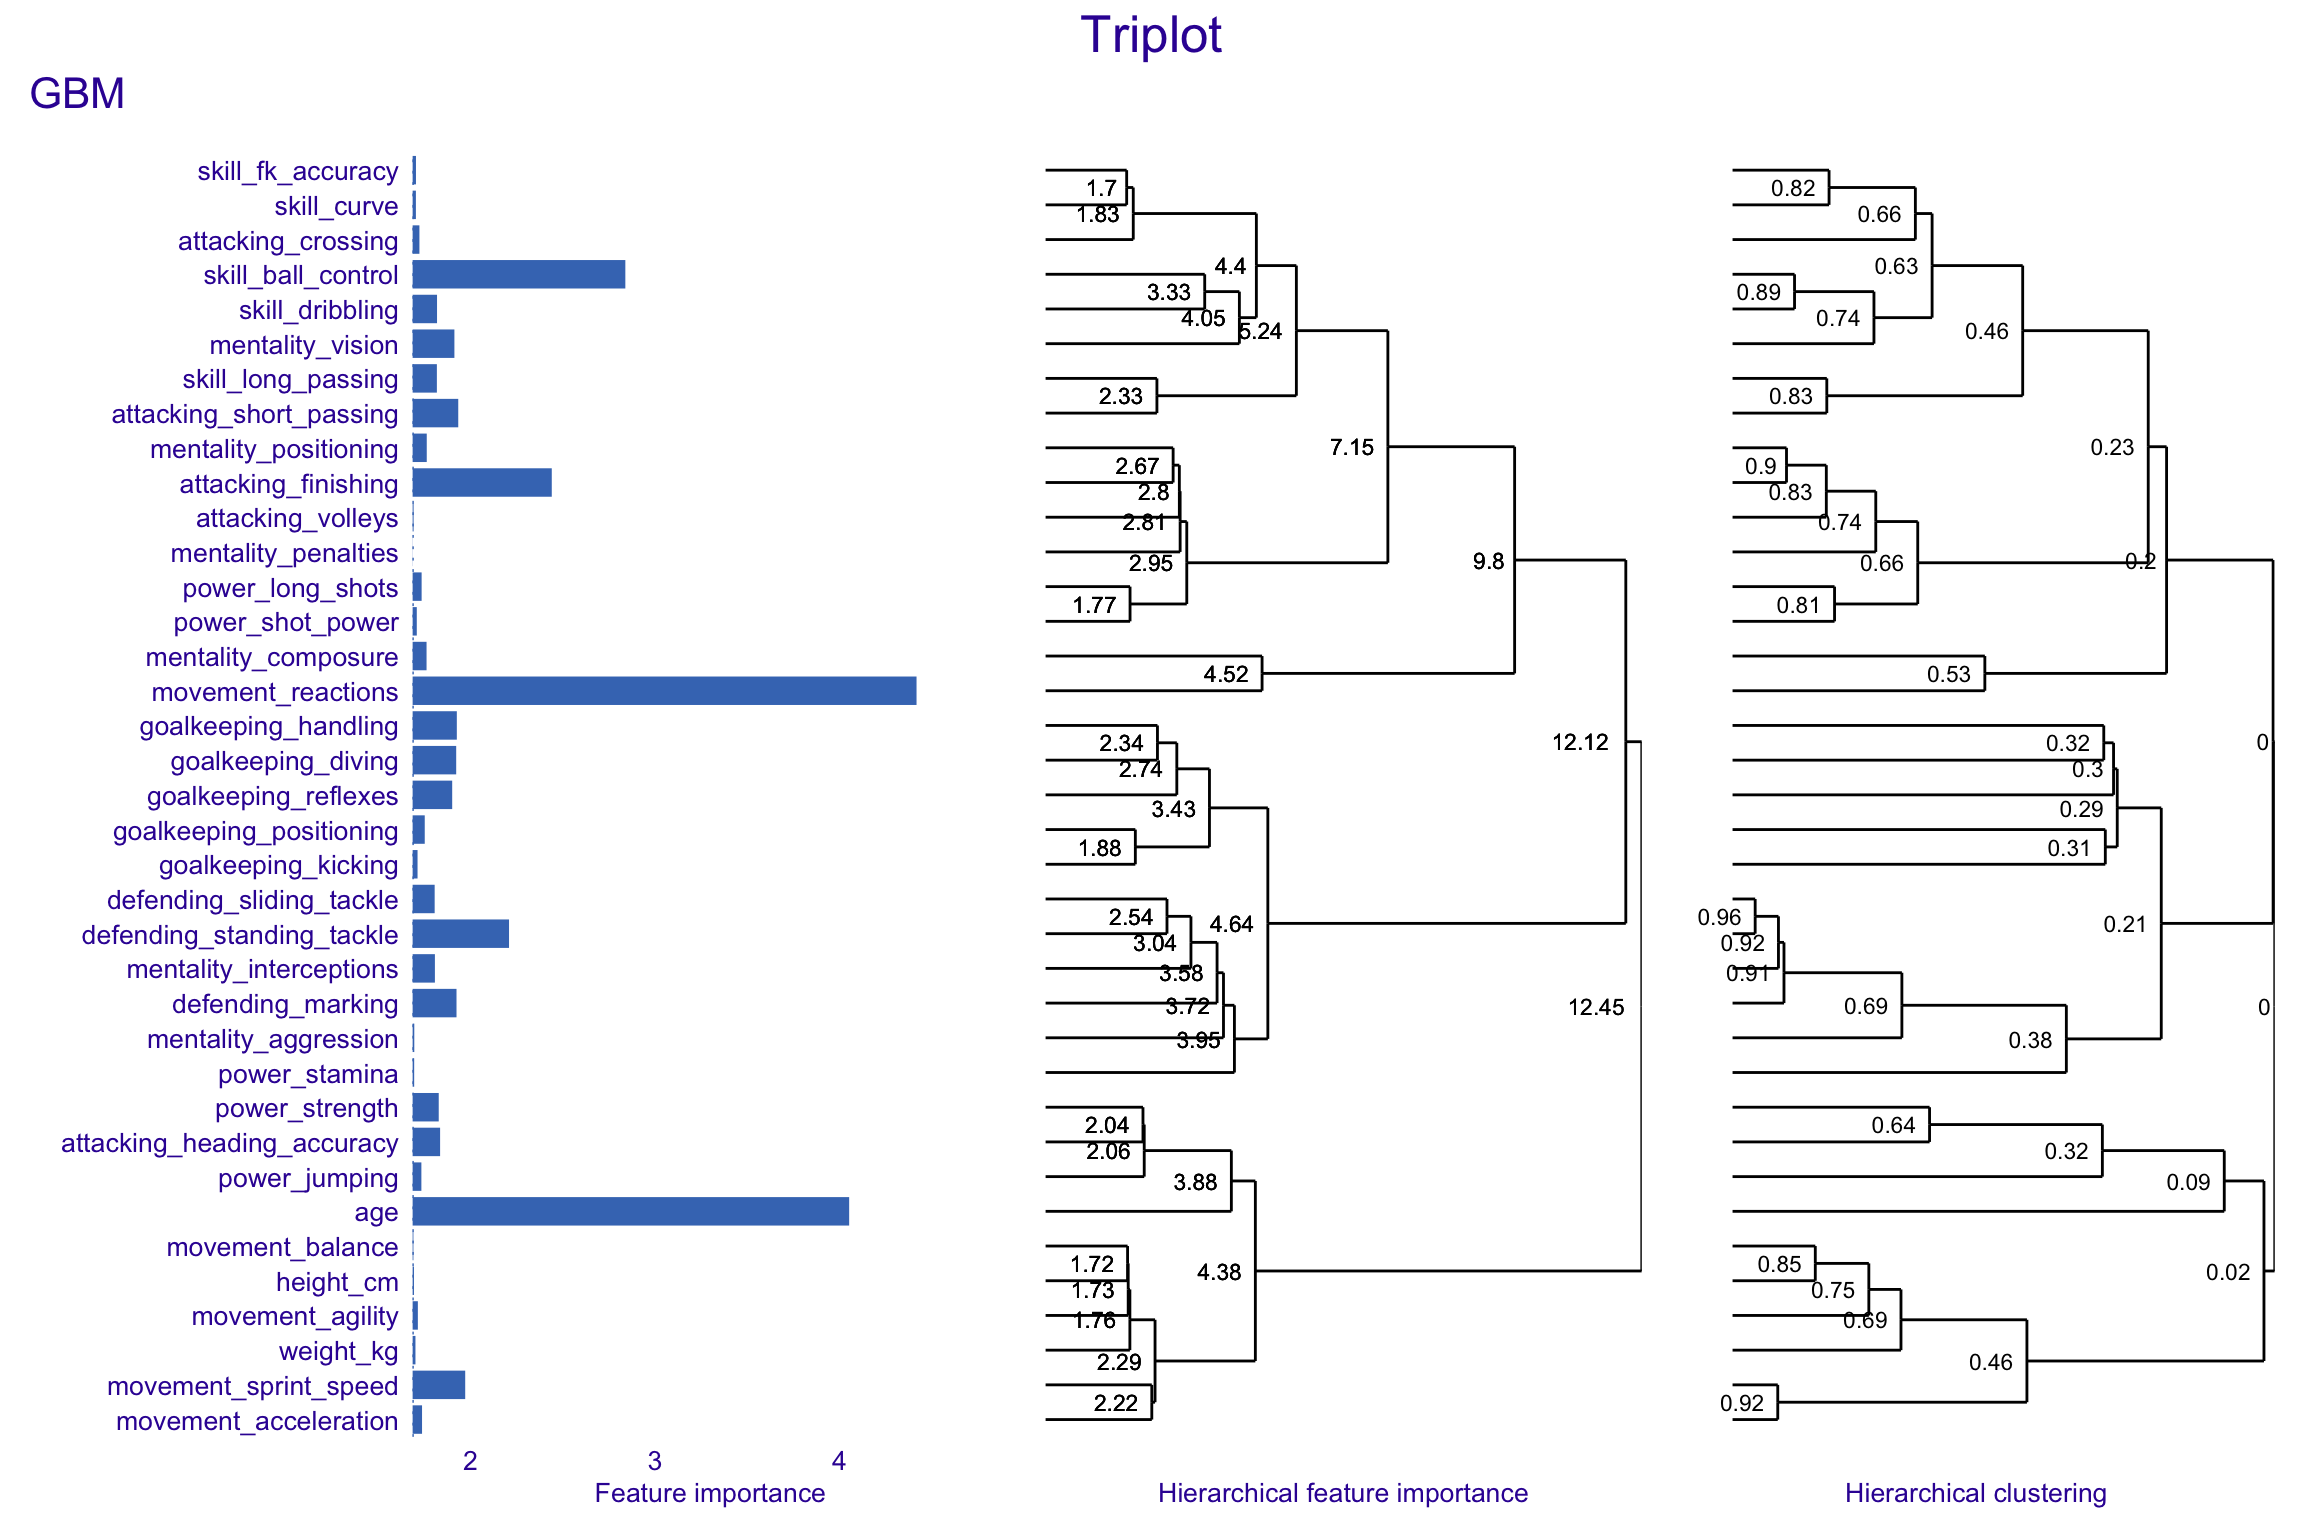 Triplot
GBM
skill_fk_accuracy
skill_curve
attacking_crossing
skill_ball_control
skill_dribbling
mentality_vision
skill_long_passing
attacking_short_passing
mentality_positioning
attacking_finishing
attacking_volleys
mentality_penalties
power_long_shots
power_shot_power
mentality_composure
movement_reactions
goalkeeping_handling
goalkeeping_diving
goalkeeping_reflexes
goalkeeping_positioning
goalkeeping_kicking
defending_sliding_tackle
defending_standing_tackle
mentality_interceptions
defending_marking
mentality_aggression
power_stamina
power_strength
attacking_heading_accuracy
power_jumping
age
movement_balance
height_cm
movement_agility
weight_kg
movement_sprint_speed
movement_acceleration
2 3 4
Feature importance
1.7
1.83
4.4
3.33
4.05
5.24
2.33
7.15
2.67
2.8
2.81
2.95
9.8
1.77
4.52
2.34
12.12
2.74
3.43
1.88
2.54
4.64
3.04
3.58
3.72
12.45
3.95
2.04
2.06
3.88
1.72
4.38
1.73
1.76
2.29
2.22
Hierarchical feature importance
0.82
0.66
0.63
0.89
0.74
0.46
0.83
0.23
0.9
0.83
0.74
0.66
0.2
0.81
0.53
0.32
0
0.3
0.29
0.31
0.96
0.21
0.92
0.91
0.69
0
0.38
0.64
0.32
0.09
0.85
0.02
0.75
0.69
0.46
0.92
Hierarchical clustering